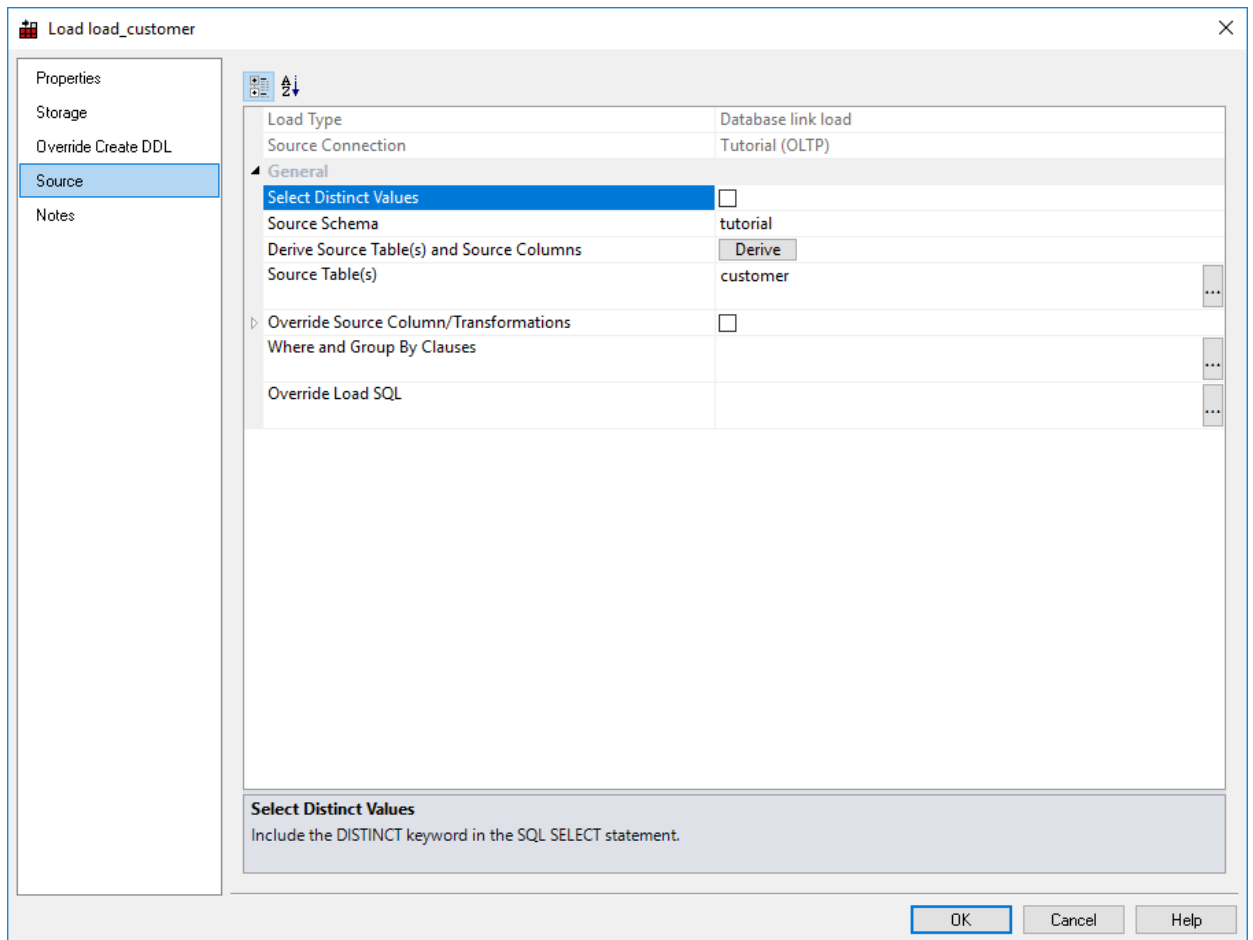 Load load_customer
Properties
Storage
Override Create DDL
Source
Notes
Load Type Database link load
Source Connection Tutorial (OLTP)
General
Select Distinct Values
Source Schema tutorial
Derive Source Table(s) and Source Columns Derive
Source Table(s) customer
...
Override Source Column/Transformations
Where and Group By Clauses
...
Override Load SQL
...
Select Distinct Values
Include the DISTINCT keyword in the SQL SELECT statement.
OK Cancel Help